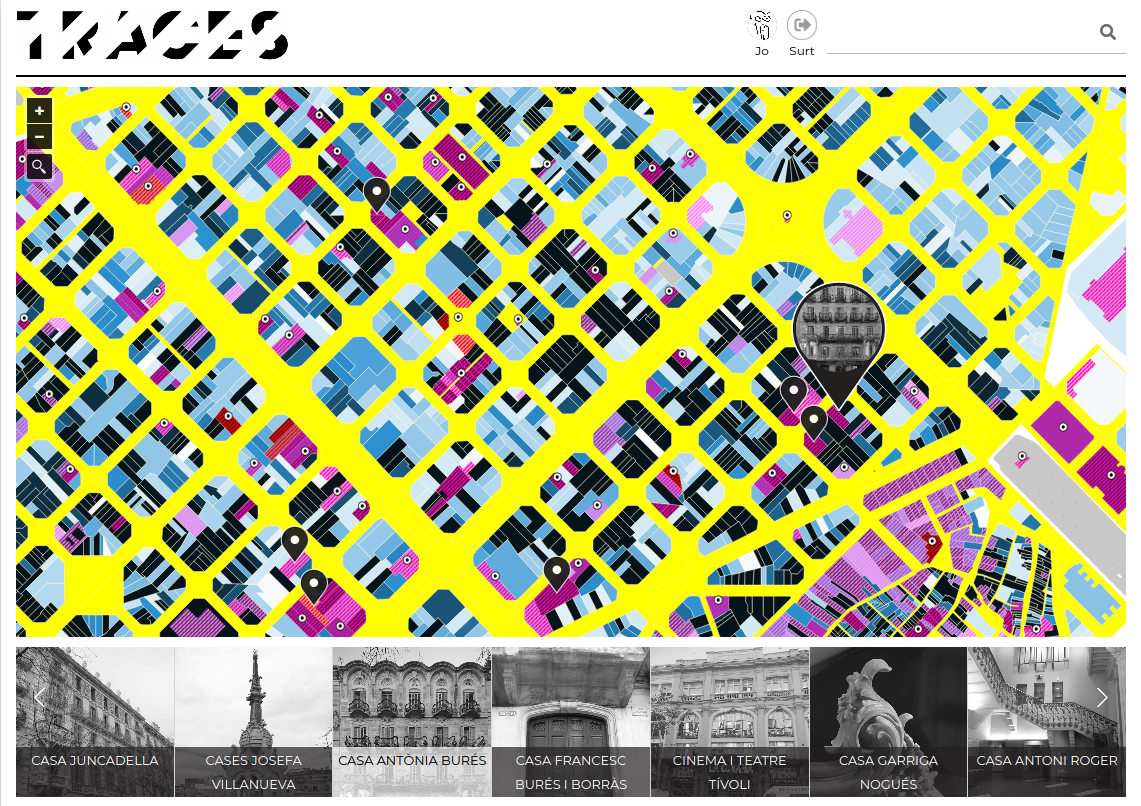 TRACES
Jo
Surt
+
−
CASA JUNCADELLA
CASES JOSEFA
VILLANUEVA
CASA ANTÒNIA BURÉS
CASA FRANCESC
BURÉS I BORRÀS
CINEMA I TEATRE
TÍVOLI
CASA GARRIGA
NOGUÉS
CASA ANTONI ROGER